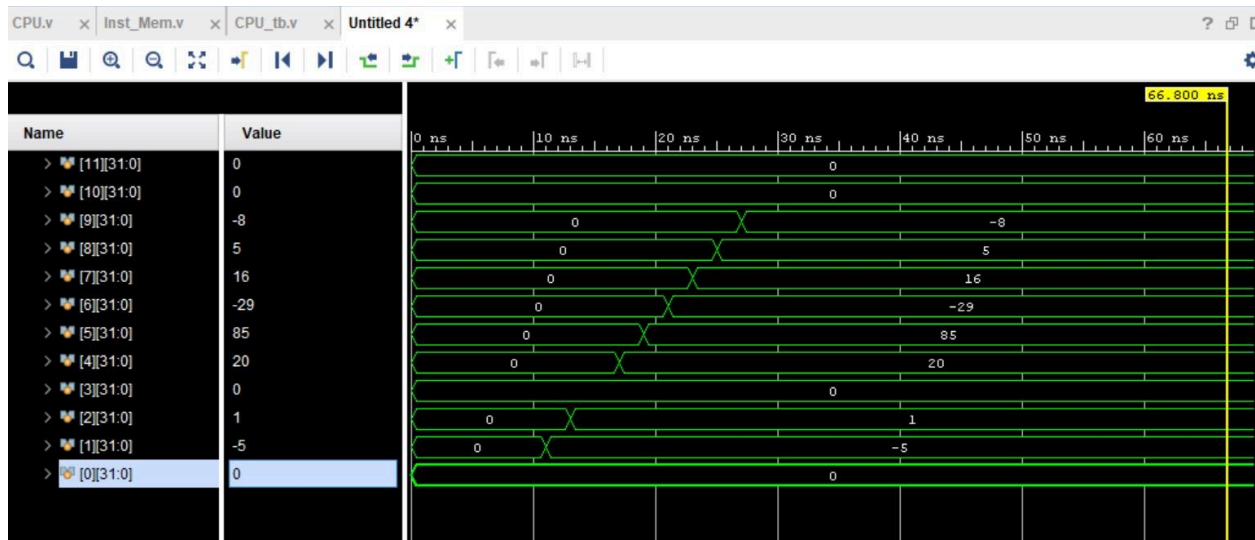 CPU.v × Inst_Mem.v × CPU_tb.v × Untitled 4* × ?
66.800 ns
Name Value 0 ns 10 ns 20 ns 30 ns 40 ns 50 ns 60 ns
[11][31:0] 0 0
[10][31:0] 0 0
[9][31:0] -8 0 -8
[8][31:0] 5 0 5
[7][31:0] 16 0 16
[6][31:0] -29 0 -29
[5][31:0] 85 0 85
[4][31:0] 20 0 20
[3][31:0] 0 0
[2][31:0] 1 0 1
[1][31:0] -5 0 -5
[0][31:0] 0 0